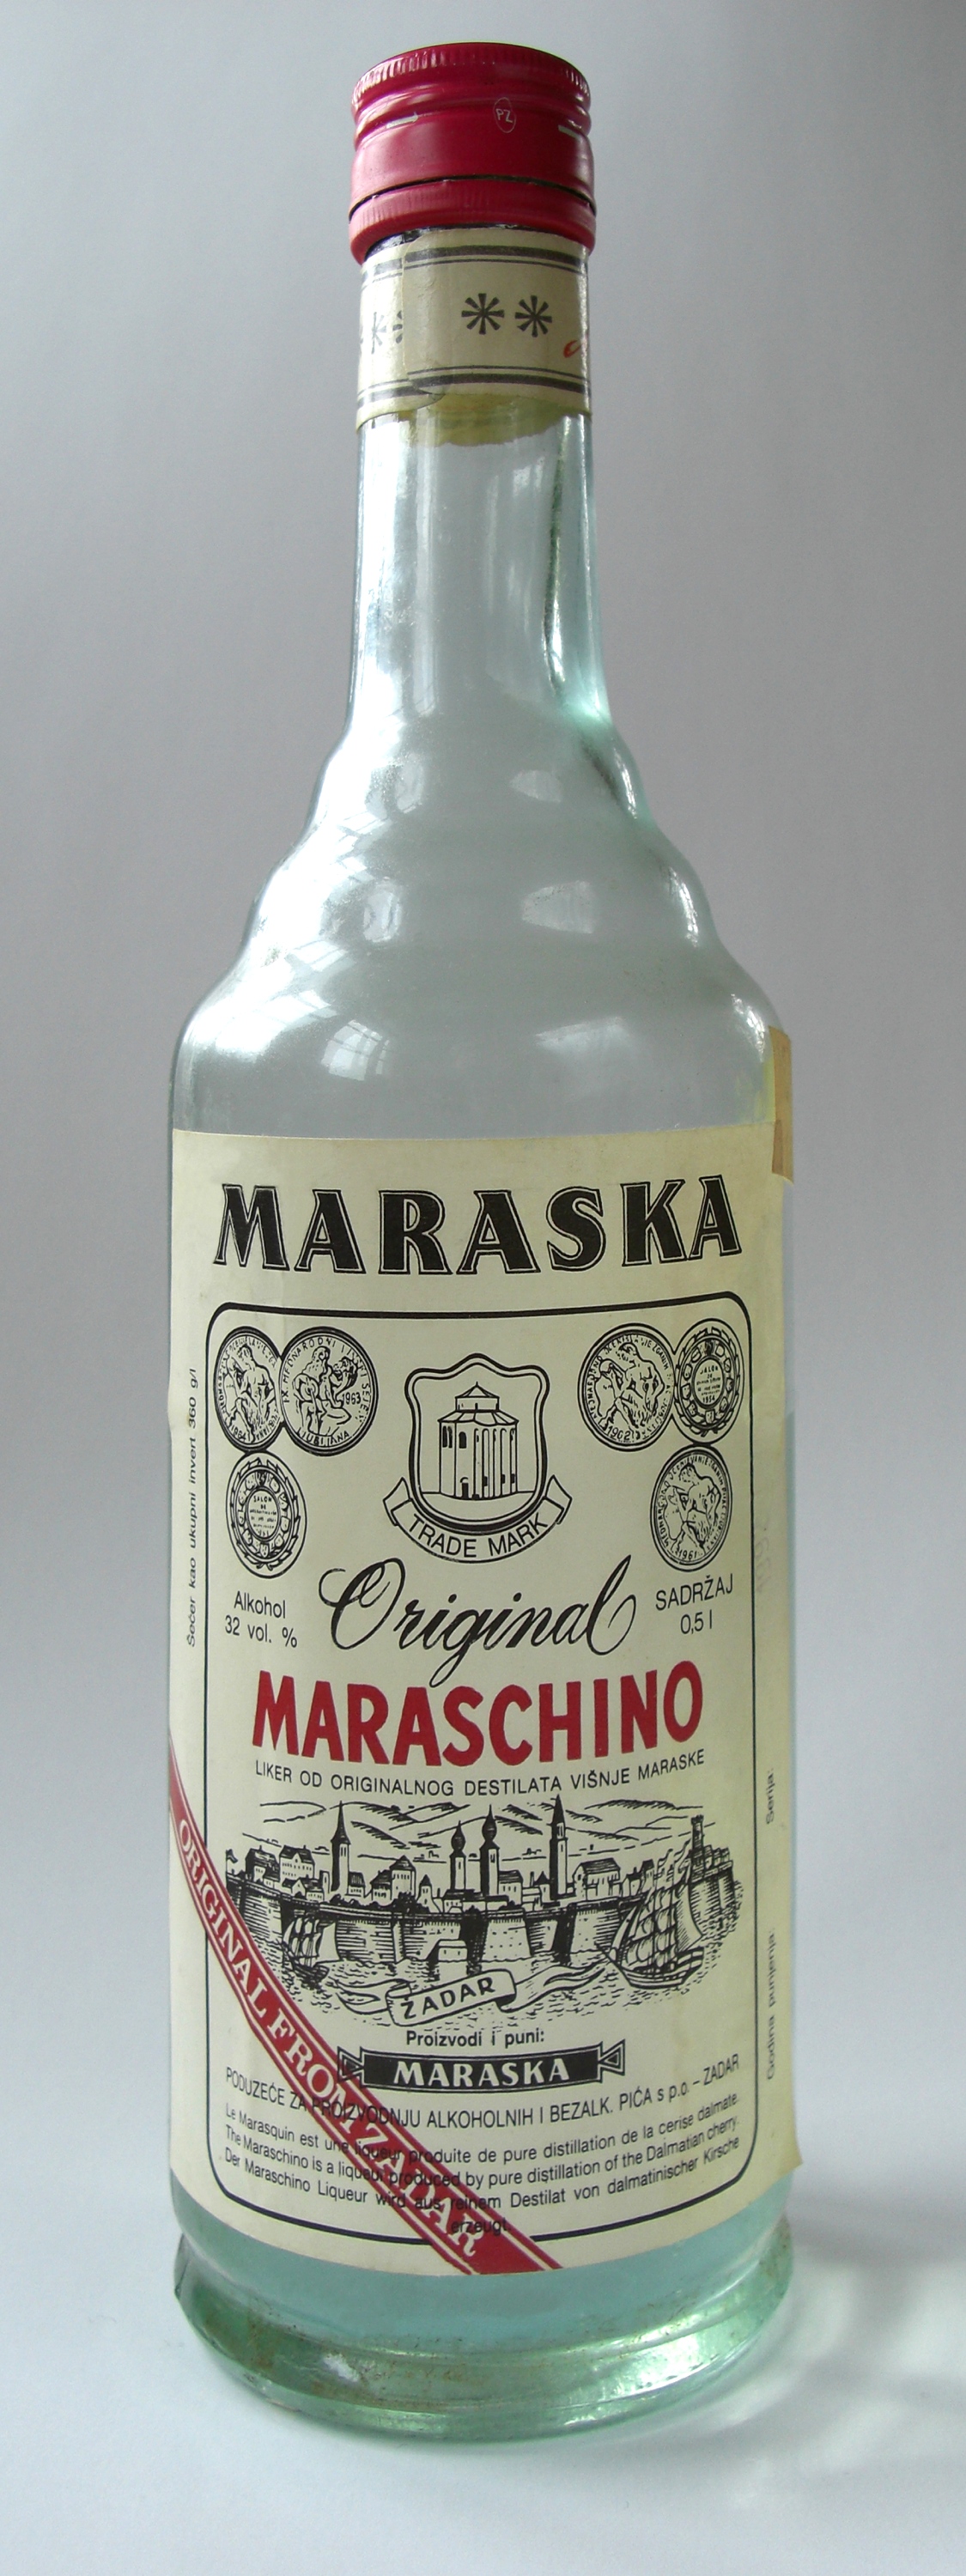 PZ
MARASKA
IX. MEDNARODNI
1963
LJUBLJANA
1962
SALON
1961
TRADE MARK
Original
Alkohol
32 vol. %
SADRŽAJ
0,5 l
MARASCHINO
LIKER OD ORIGINALNOG DESTILATA VIŠNJE MARASKE
ZADAR
Proizvodi i puni:
MARASKA
PODUZEĆE ZA PROIZVODNJU ALKOHOLNIH I BEZALK. PIĆA s p.o. – ZADAR
Le Marasquin est une liqueur produite de pure distillation de la cerise dalmate.
The Maraschino is a liqueur produced by pure distillation of the Dalmatian cherry.
Der Maraschino Liqueur wird aus reinem Destilat von dalmatinischer Kirsche
erzeugt.
ORIGINAL FROM ZADAR
Šećer kao ukupni invert 360 g/l
Serija:
Godina punjenja: